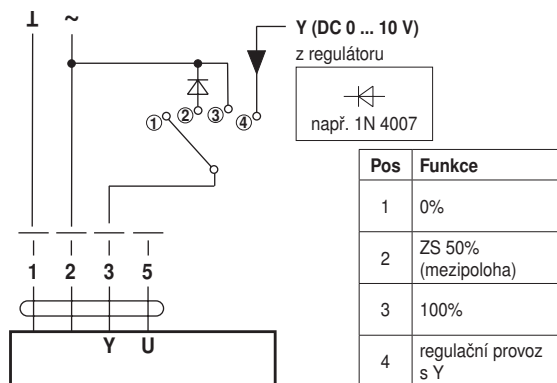 ⊥ ~
Y (DC 0 ... 10 V)
z regulátoru
① ② ③ ④
např. 1N 4007
Pos Funkce
1 0%
2 ZS 50%
(mezipoloha)
3 100%
4 regulační provoz
s Y
1 2 3 5
Y U